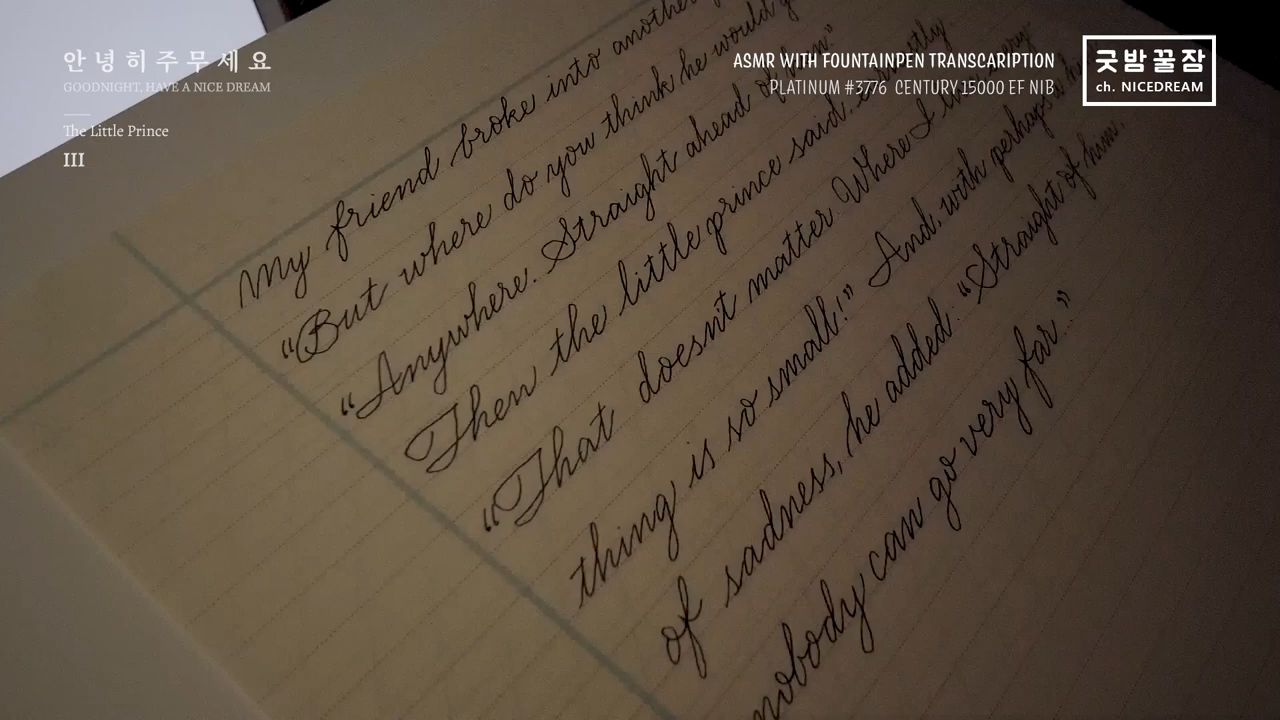 안녕히주무세요
GOODNIGHT, HAVE A NICE DREAM
The Little Prince
III
ASMR WITH FOUNTAINPEN TRANSCARIPTION
PLATINUM #3776 CENTURY 15000 EF NIB
굿밤꿀잠
ch. NICEDREAM
My friend broke into another
"But where do you think he would
"Anywhere. Straight ahead of
Then the little prince said, earnestly
"That doesn't matter. Where I live, every
thing is so small!" And, with perhaps
of sadness, he added: "Straight of him,
nobody can go very far."